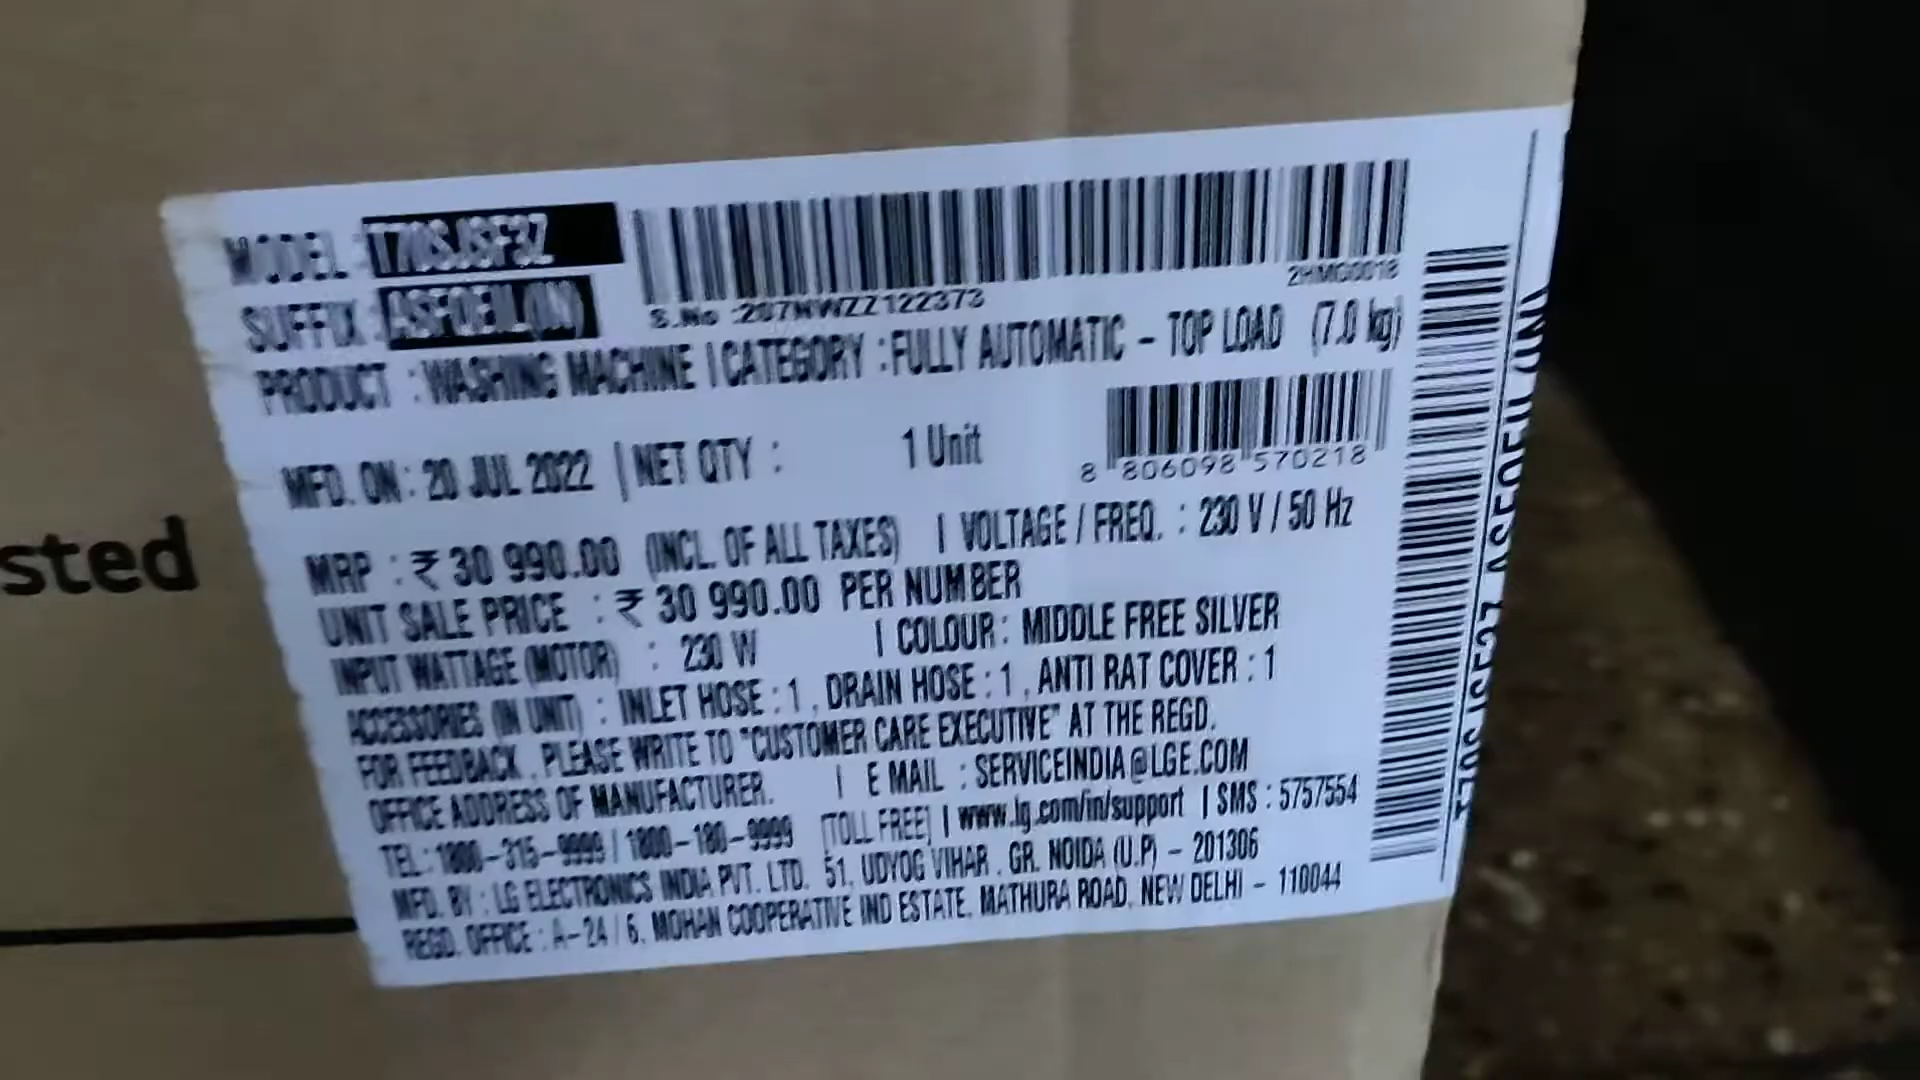 MODEL : T70SJSF3Z
SUFFIX : ASFOEIL(IN)
S.No :207NWZZ122373
2HMG0018
PRODUCT : WASHING MACHINE | CATEGORY : FULLY AUTOMATIC - TOP LOAD (7.0 kg)
MFD. ON : 20 JUL 2022 | NET QTY : 1 Unit
8 806098 570218
MRP : ₹ 30 990.00 (INCL. OF ALL TAXES) | VOLTAGE / FREQ. : 230 V / 50 Hz
UNIT SALE PRICE : ₹ 30 990.00 PER NUMBER
INPUT WATTAGE (MOTOR) : 230 W | COLOUR : MIDDLE FREE SILVER
ACCESSORIES (IN UNIT) : INLET HOSE : 1 , DRAIN HOSE : 1 , ANTI RAT COVER : 1
FOR FEEDBACK , PLEASE WRITE TO "CUSTOMER CARE EXECUTIVE" AT THE REGD.
OFFICE ADDRESS OF MANUFACTURER. | E MAIL : SERVICEINDIA@LGE.COM
TEL : 1800-315-9999 / 1800-180-9999 [TOLL FREE] | www.lg.com/in/support | SMS : 5757554
MFD. BY : LG ELECTRONICS INDIA PVT. LTD. 51, UDYOG VIHAR , GR. NOIDA (U.P) - 201306
REGD. OFFICE : A-24 / 6, MOHAN COOPERATIVE IND ESTATE, MATHURA ROAD, NEW DELHI - 110044
T70SJSF3Z ASFOEIL(IN)
sted